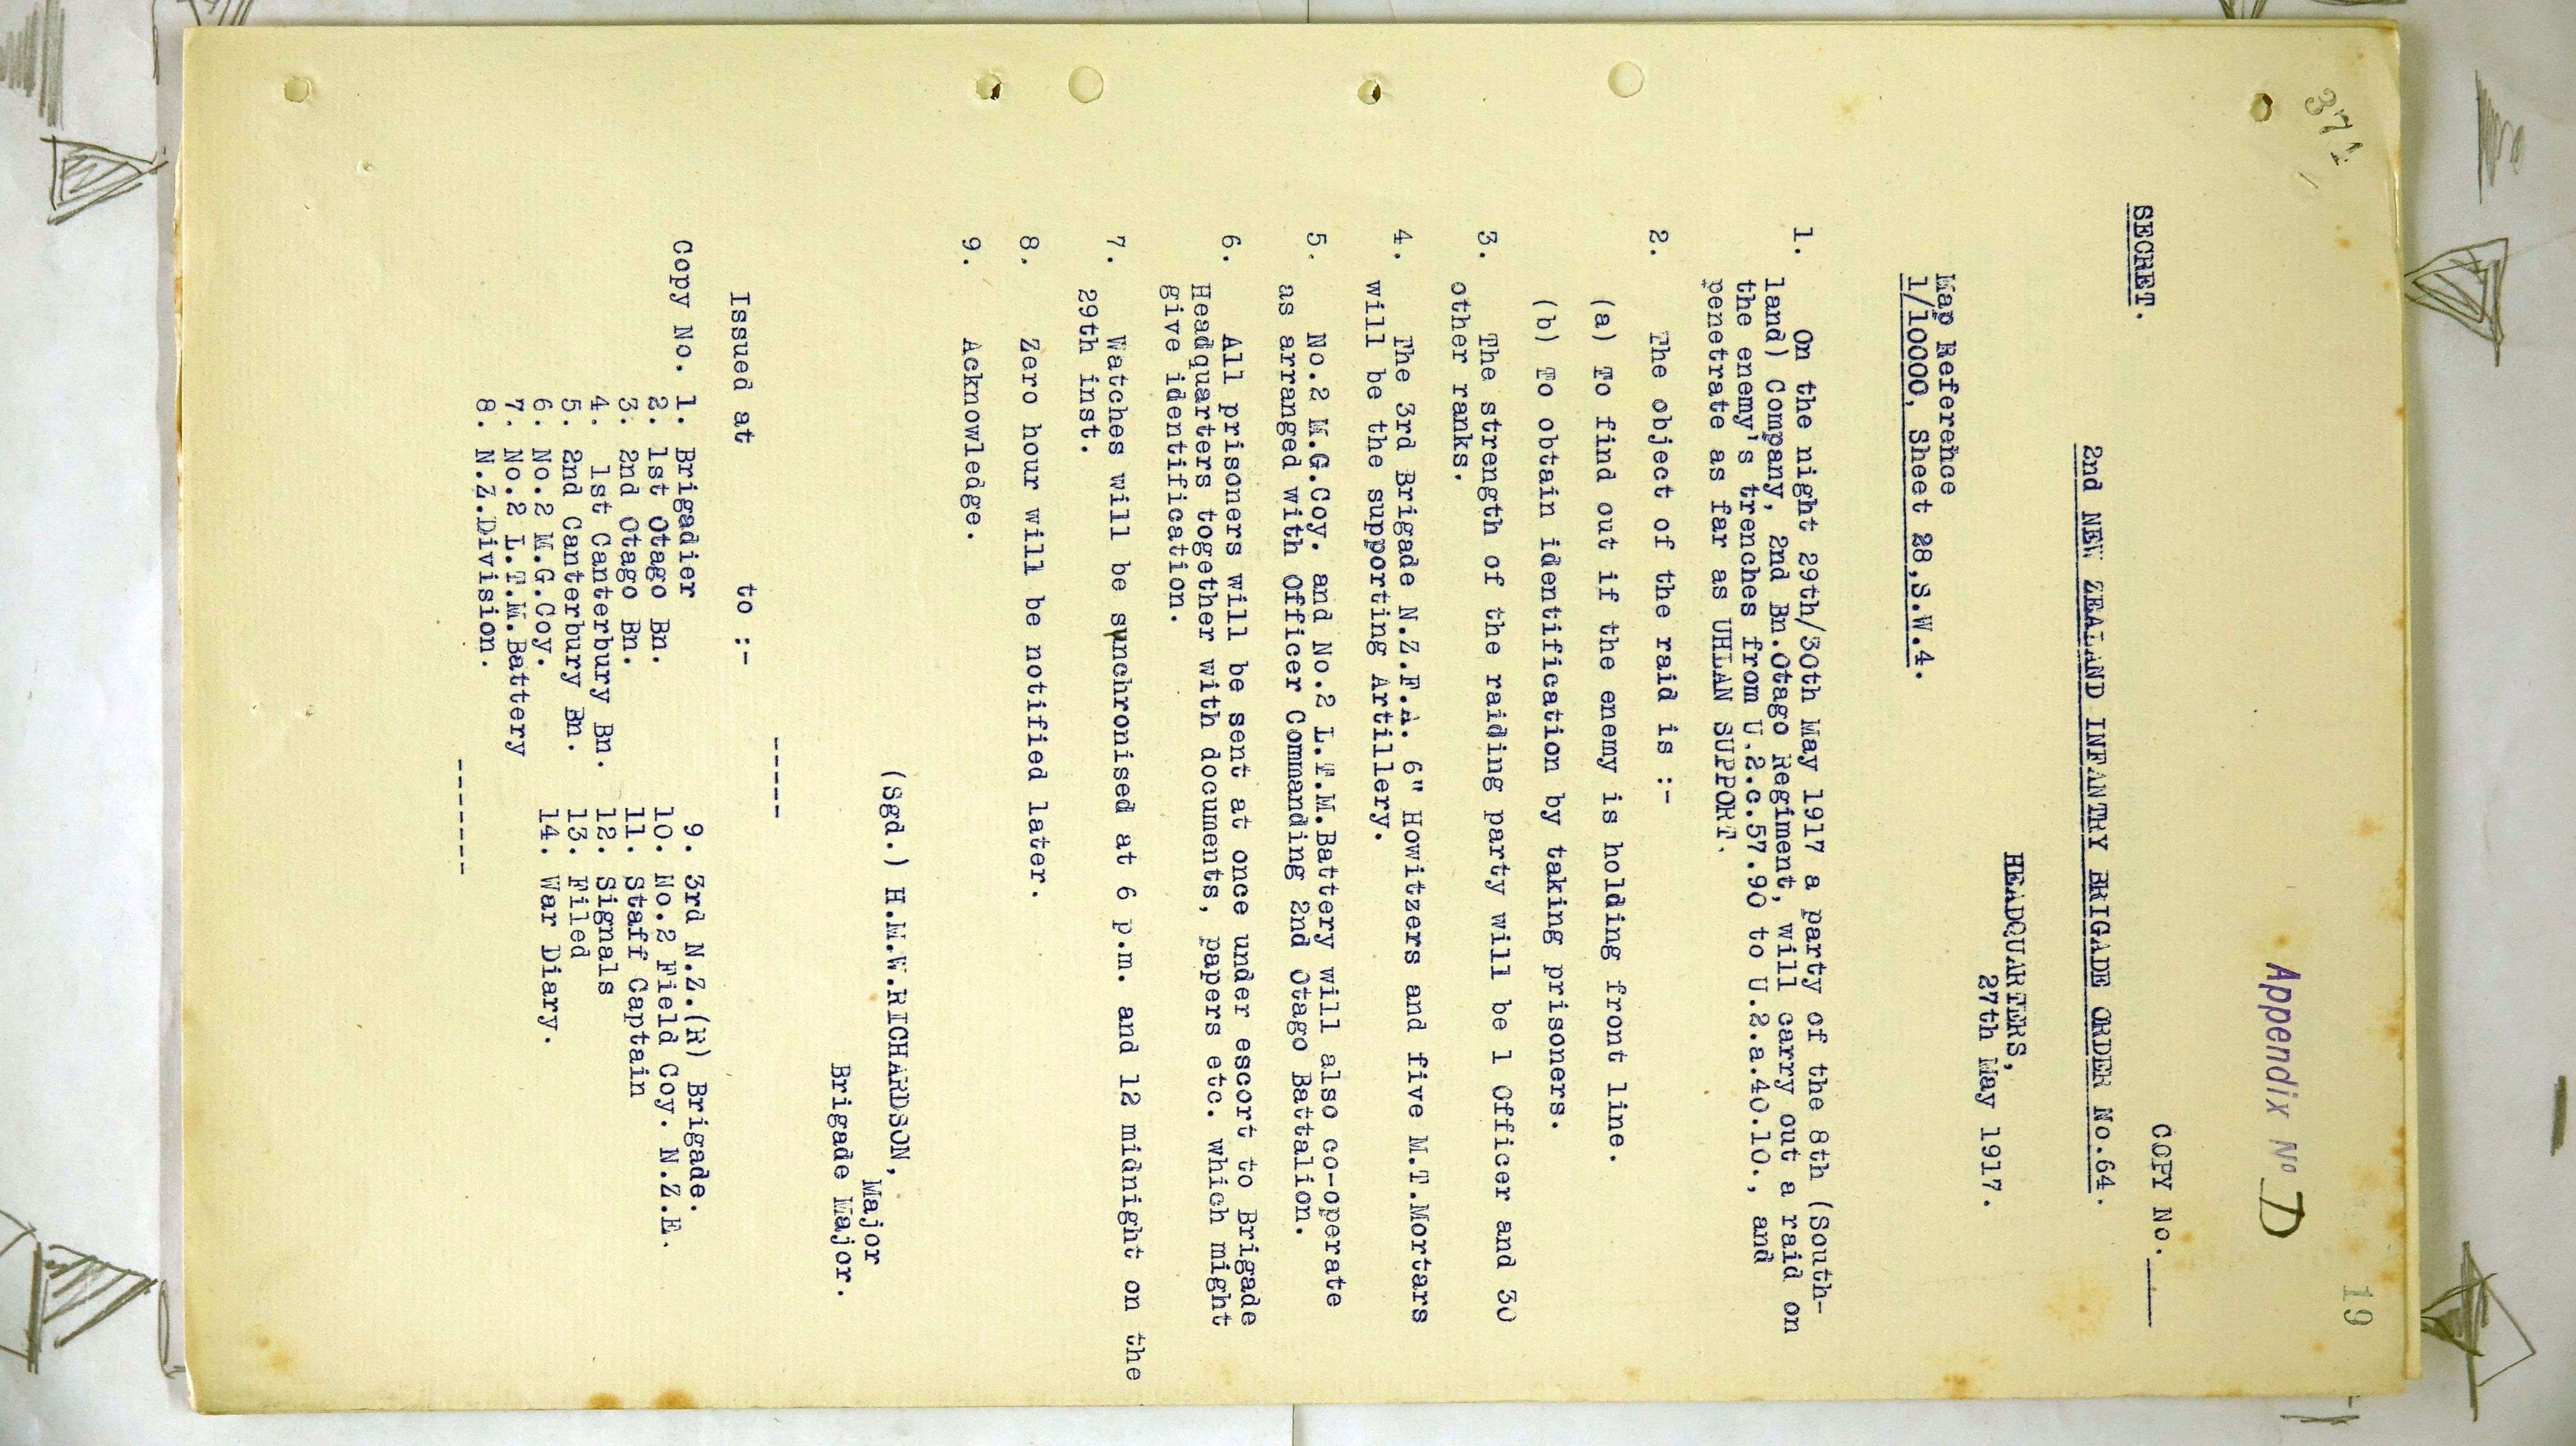 371
19
Appendix No D
SECRET.
COPY No.
2nd NEW ZEALAND INFANTRY BRIGADE ORDER No.64.
HEADQUARTERS,
27th May 1917.
Map Reference
1/10000, Sheet 28,S.W.4.
1. On the night 29th/30th May 1917 a party of the 8th (South-
land) Company, 2nd Bn.Otago Regiment, will carry out a raid on
the enemy's trenches from U.2.c.57.90 to U.2.a.40.10., and
penetrate as far as UHLAN SUPPORT.
2. The object of the raid is :-
(a) To find out if the enemy is holding front line.
(b) To obtain identification by taking prisoners.
3. The strength of the raiding party will be 1 Officer and 30
other ranks.
4. The 3rd Brigade N.Z.F.A. 6" Howitzers and five M.T.Mortars
will be the supporting Artillery.
5. No.2 M.G.Coy. and No.2 L.T.M.Battery will also co-operate
as arranged with Officer Commanding 2nd Otago Battalion.
6. All prisoners will be sent at once under escort to Brigade
Headquarters together with documents, papers etc. which might
give identification.
7. Watches will be synchronised at 6 p.m. and 12 midnight on the
29th inst.
8. Zero hour will be notified later.
9. Acknowledge.
(Sgd.) H.M.W.RICHARDSON,
Major
Brigade Major.
-----
Issued at to :-
Copy No. 1. Brigadier 9. 3rd N.Z.(R) Brigade.
2. 1st Otago Bn. 10. No.2 Field Coy. N.Z.E.
3. 2nd Otago Bn. 11. Staff Captain
4. 1st Canterbury Bn. 12. Signals
5. 2nd Canterbury Bn. 13. Filed
6. No.2 M.G.Coy. 14. War Diary.
7. No.2 L.T.M.Battery
8. N.Z.Division.
-------